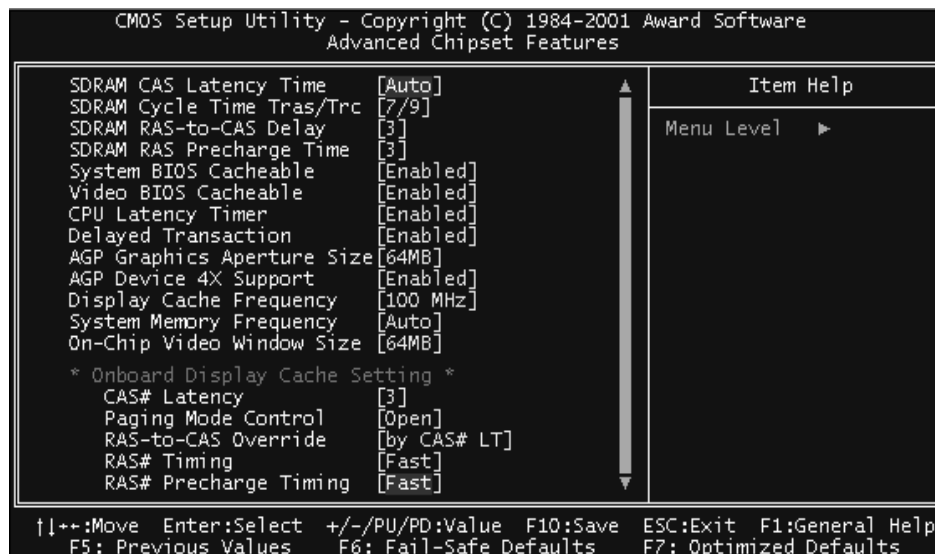 CMOS Setup Utility – Copyright (C) 1984-2001 Award Software
Advanced Chipset Features
SDRAM CAS Latency Time [Auto]
SDRAM Cycle Time Tras/Trc [7/9]
SDRAM RAS-to-CAS Delay [3]
SDRAM RAS Precharge Time [3]
System BIOS Cacheable [Enabled]
Video BIOS Cacheable [Enabled]
CPU Latency Timer [Enabled]
Delayed Transaction [Enabled]
AGP Graphics Aperture Size[64MB]
AGP Device 4X Support [Enabled]
Display Cache Frequency [100 MHz]
System Memory Frequency [Auto]
On-Chip Video Window Size [64MB]
* Onboard Display Cache Setting *
CAS# Latency [3]
Paging Mode Control [Open]
RAS-to-CAS Override [by CAS# LT]
RAS# Timing [Fast]
RAS# Precharge Timing [Fast]
Item Help
Menu Level ▶
↑↓←→:Move Enter:Select +/-/PU/PD:Value F10:Save ESC:Exit F1:General Help
F5: Previous Values F6: Fail-Safe Defaults F7: Optimized Defaults